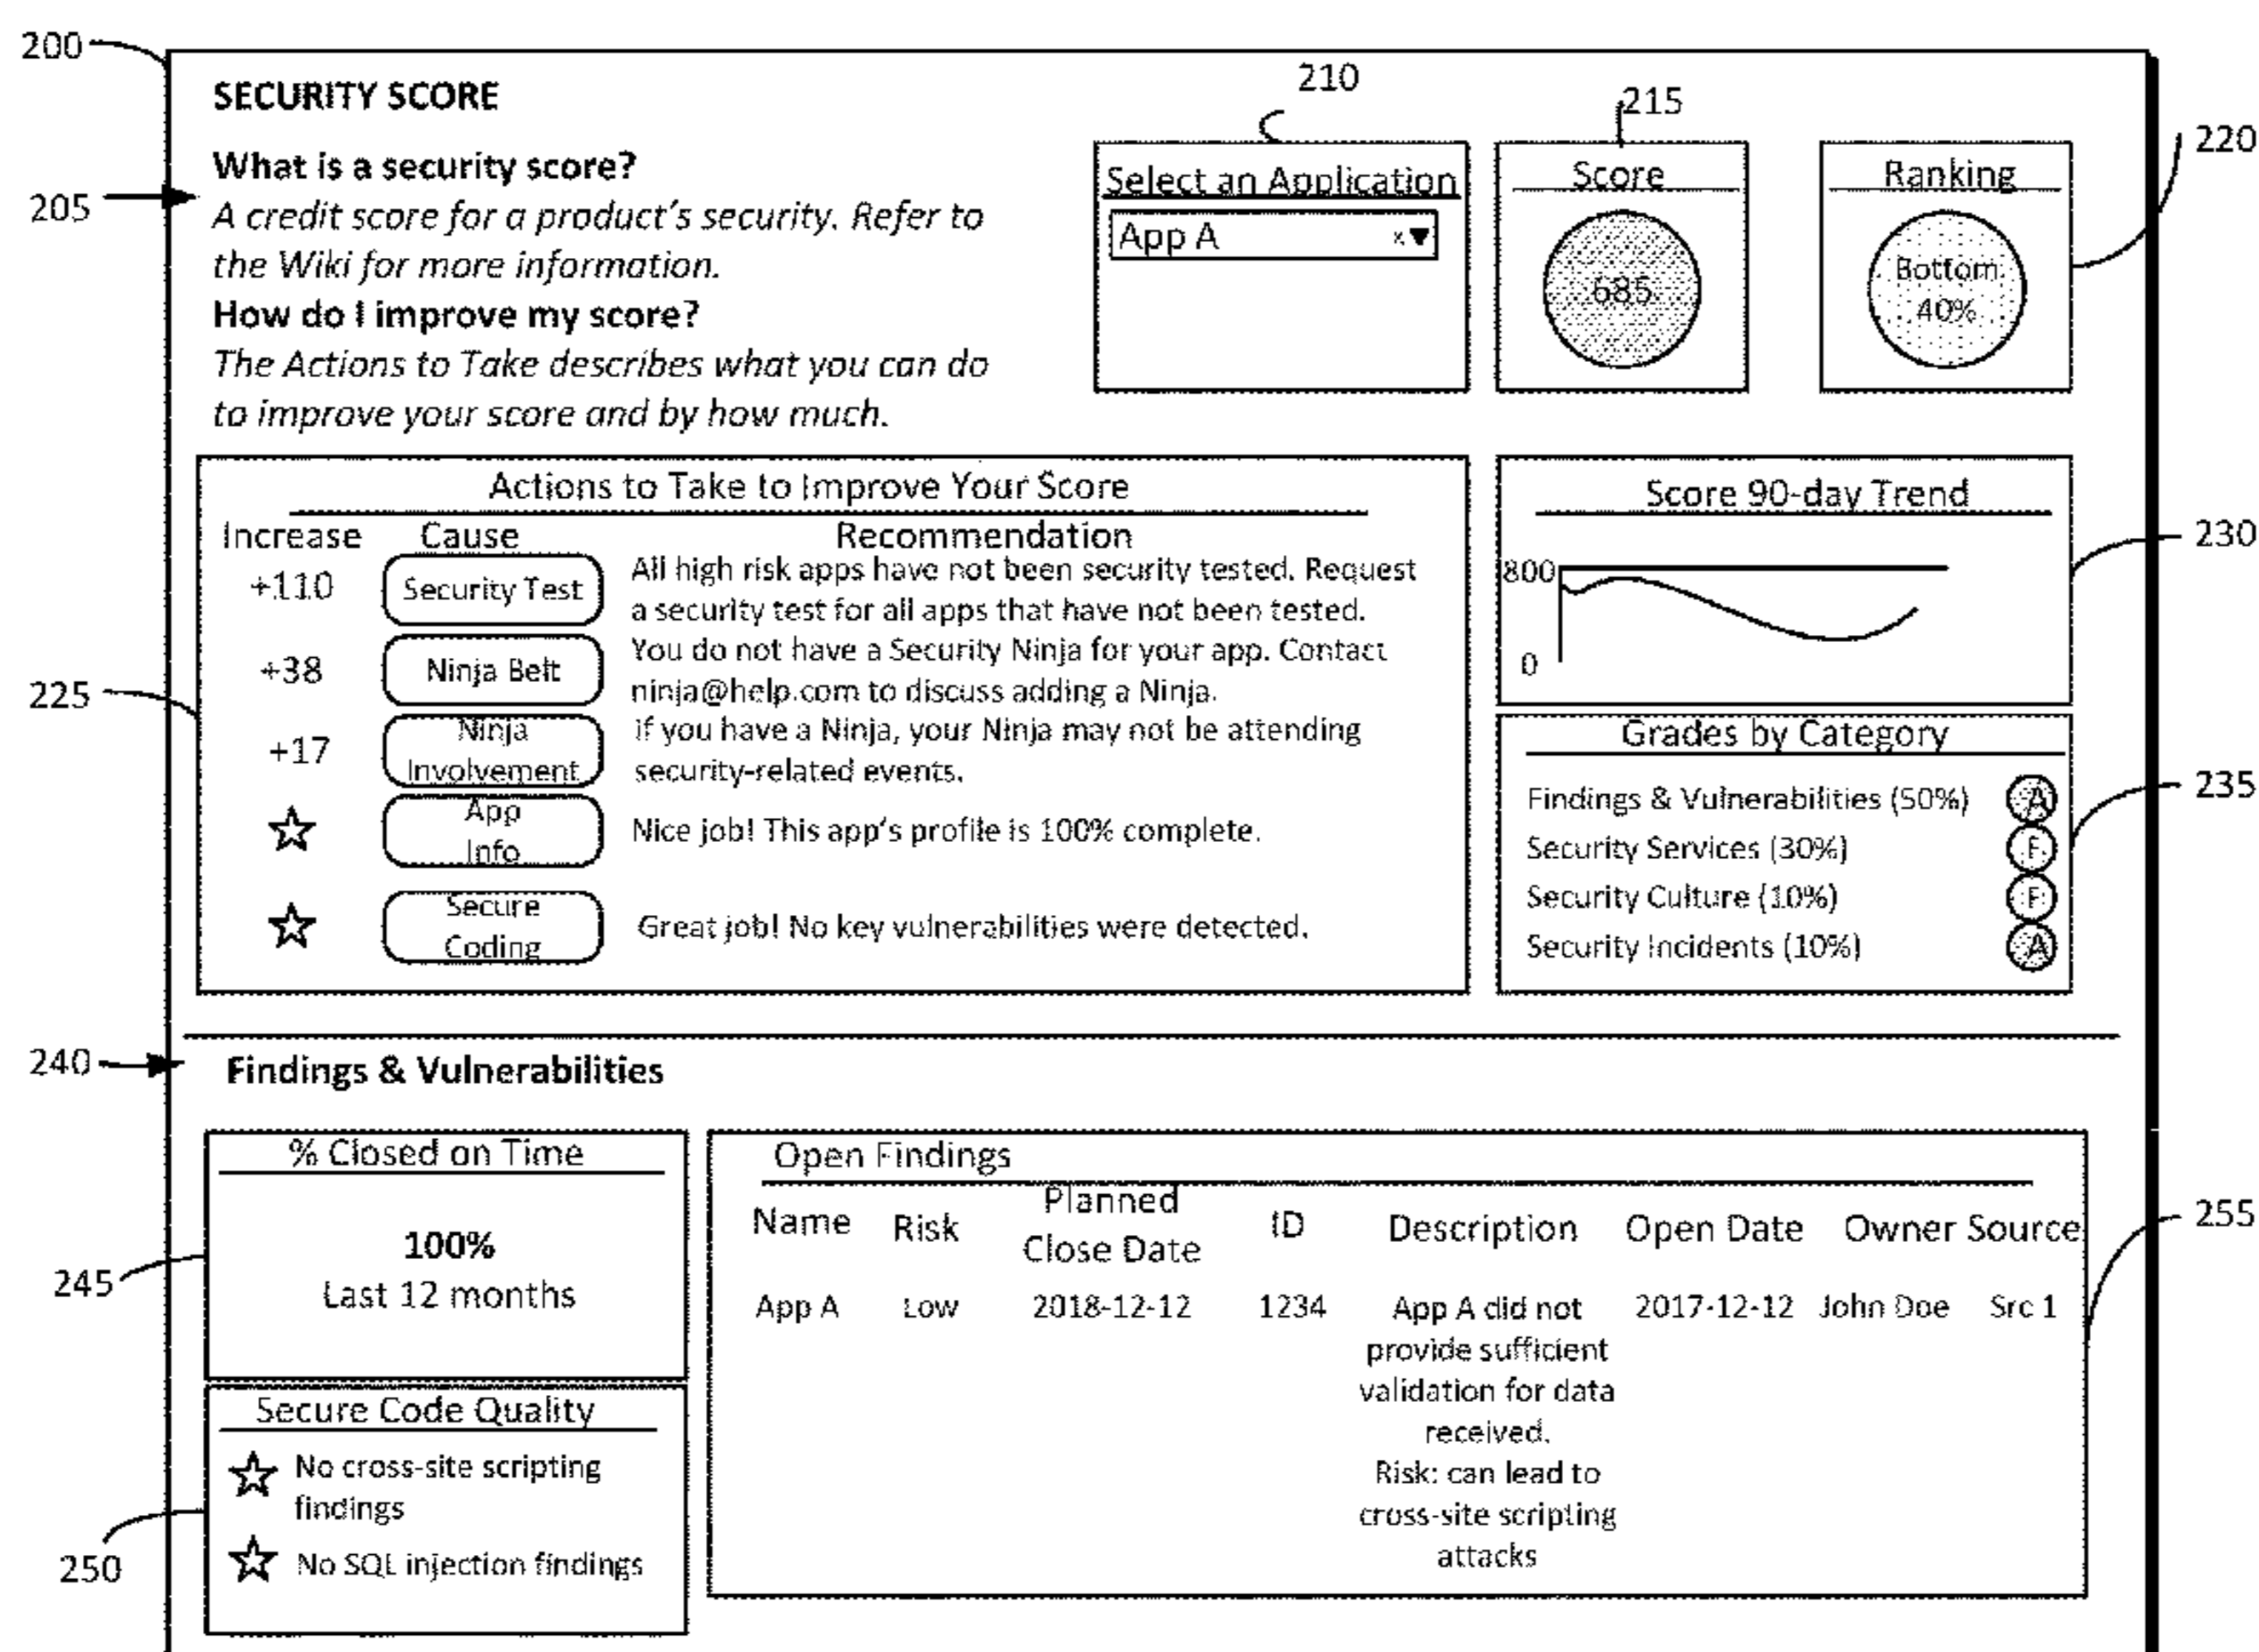 200
SECURITY SCORE
205
What is a security score?
A credit score for a product's security. Refer to
the Wiki for more information.
How do I improve my score?
The Actions to Take describes what you can do
to improve your score and by how much.
210
Select an Application
App A x▼
215
Score
685
220
Ranking
Bottom
40%
225
Actions to Take to Improve Your Score
Increase Cause Recommendation
+110 Security Test All high risk apps have not been security tested. Request
a security test for all apps that have not been tested.
+38 Ninja Belt You do not have a Security Ninja for your app. Contact
ninja@help.com to discuss adding a Ninja.
+17 Ninja
Involvement
If you have a Ninja, your Ninja may not be attending
security-related events.
App
Info
Nice job! This app's profile is 100% complete.
Secure
Coding
Great job! No key vulnerabilities were detected.
230
Score 90-day Trend
800
0
235
Grades by Category
Findings & Vulnerabilities (50%) A
Security Services (30%) F
Security Culture (10%) F
Security Incidents (10%) A
240
Findings & Vulnerabilities
245
% Closed on Time
100%
Last 12 months
250
Secure Code Quality
No cross-site scripting
findings
No SQL injection findings
255
Open Findings
Name Risk Planned
Close Date ID Description Open Date Owner Source
App A Low 2018-12-12 1234 App A did not 2017-12-12 John Doe Src 1
provide sufficient
validation for data
received.
Risk: can lead to
cross-site scripting
attacks